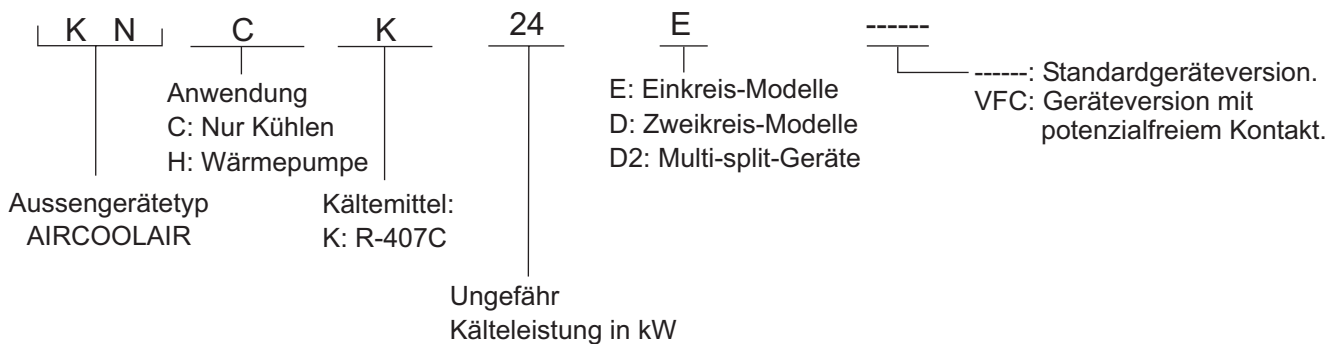 K N C K 24 E ------
Anwendung
C: Nur Kühlen
H: Wärmepumpe
E: Einkreis-Modelle
D: Zweikreis-Modelle
D2: Multi-split-Geräte
------: Standardgeräteversion.
VFC: Geräteversion mit
potenzialfreiem Kontakt.
Aussengerätetyp
AIRCOOLAIR
Kältemittel:
K: R-407C
Ungefähr
Kälteleistung in kW